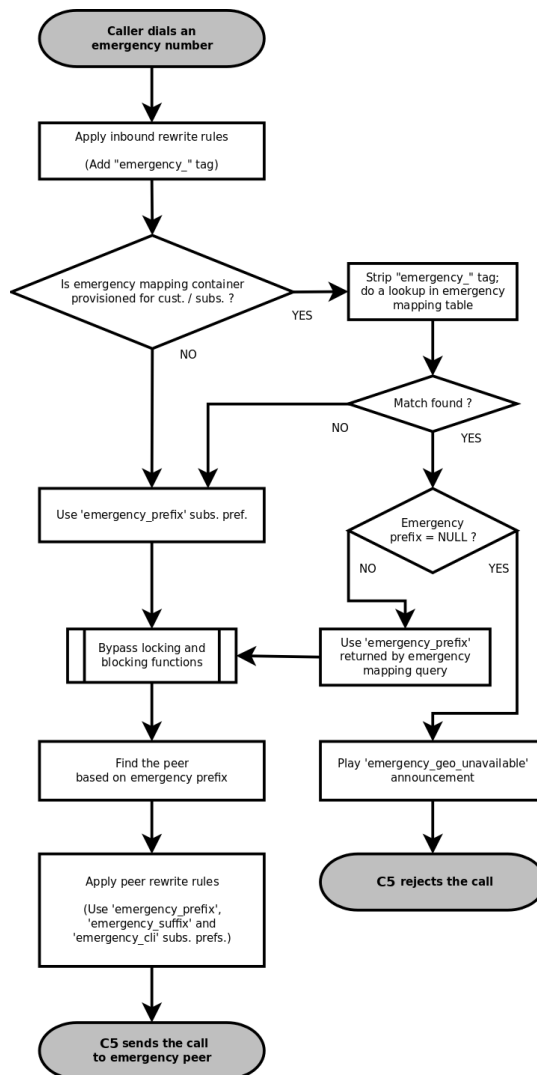 Caller dials an
emergency number
Apply inbound rewrite rules
(Add "emergency_" tag)
Is emergency mapping container
provisioned for cust. / subs. ?
YES
NO
Strip "emergency_" tag;
do a lookup in emergency
mapping table
Match found ?
NO
YES
Use 'emergency_prefix' subs. pref.
Emergency
prefix = NULL ?
NO
YES
Bypass locking and
blocking functions
Use 'emergency_prefix'
returned by emergency
mapping query
Find the peer
based on emergency prefix
Play 'emergency_geo_unavailable'
announcement
Apply peer rewrite rules
(Use 'emergency_prefix',
'emergency_suffix' and
'emergency_cli' subs. prefs.)
C5 rejects the call
C5 sends the call
to emergency peer